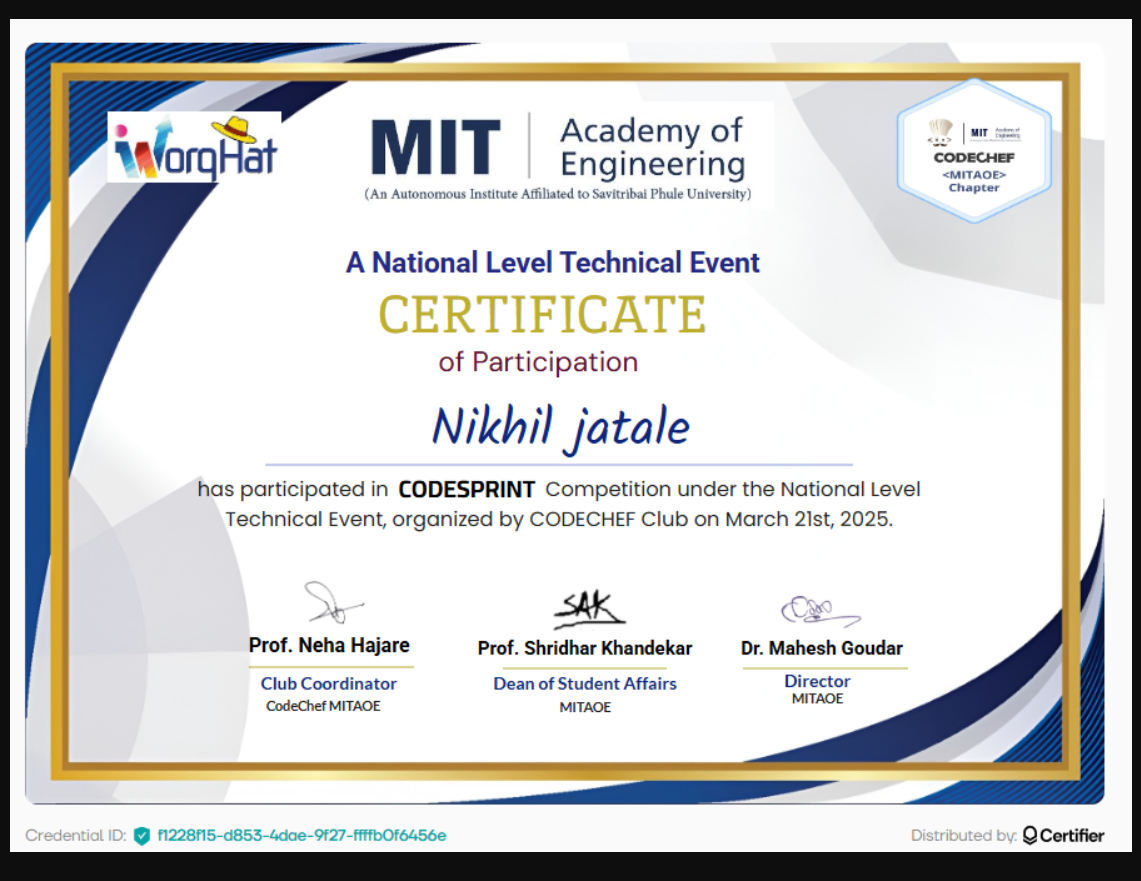 iWorqHat
MIT
Academy of
Engineering
(An Autonomous Institute Affiliated to Savitribai Phule University)
MIT
Academy of
Engineering
CODECHEF
<MITAOE>
Chapter
A National Level Technical Event
CERTIFICATE
of Participation
Nikhil jatale
has participated in CODESPRINT Competition under the National Level
Technical Event, organized by CODECHEF Club on March 21st, 2025.
SAK
Prof. Neha Hajare
Prof. Shridhar Khandekar
Dr. Mahesh Goudar
Club Coordinator
Dean of Student Affairs
Director
CodeChef MITAOE
MITAOE
MITAOE
Credential ID: f1228f15-d853-4dae-9f27-ffffb0f6456e
Distributed by: Certifier